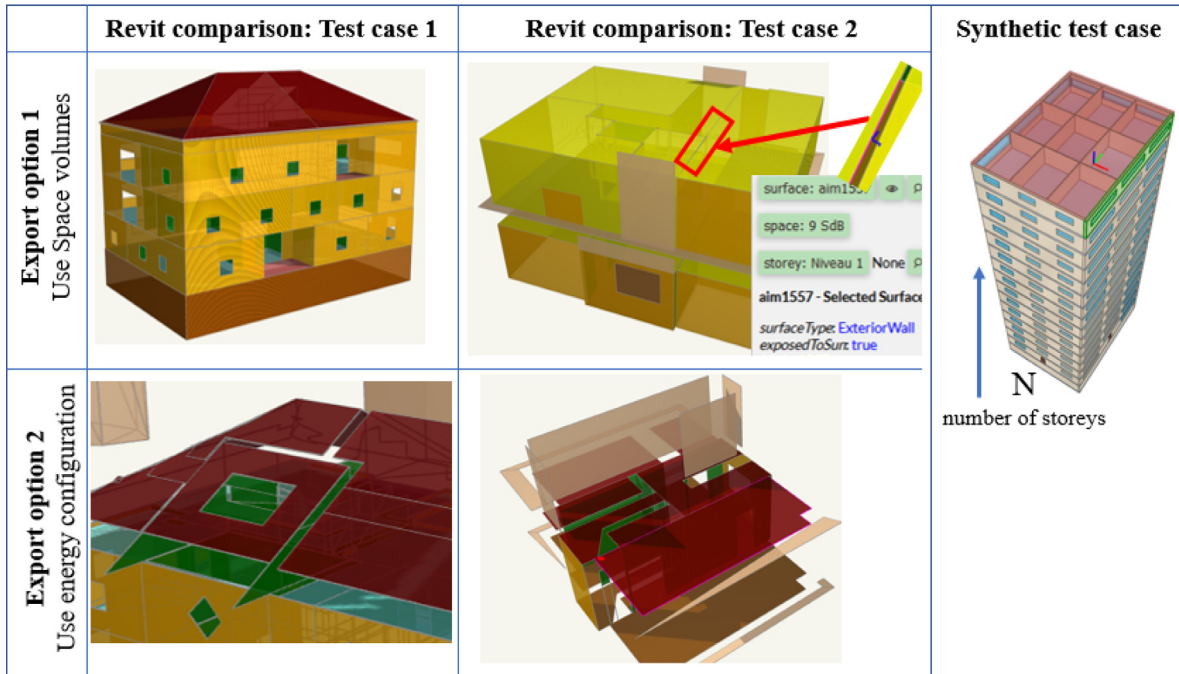 Revit comparison: Test case 1
Revit comparison: Test case 2
Synthetic test case
Export option 1
Use Space volumes
surface: aim1557
space: 9 SdB
storey: Niveau 1 None
aim1557 - Selected Surface
surfaceType: ExteriorWall
exposedToSun: true
N
number of storeys
Export option 2
Use energy configuration